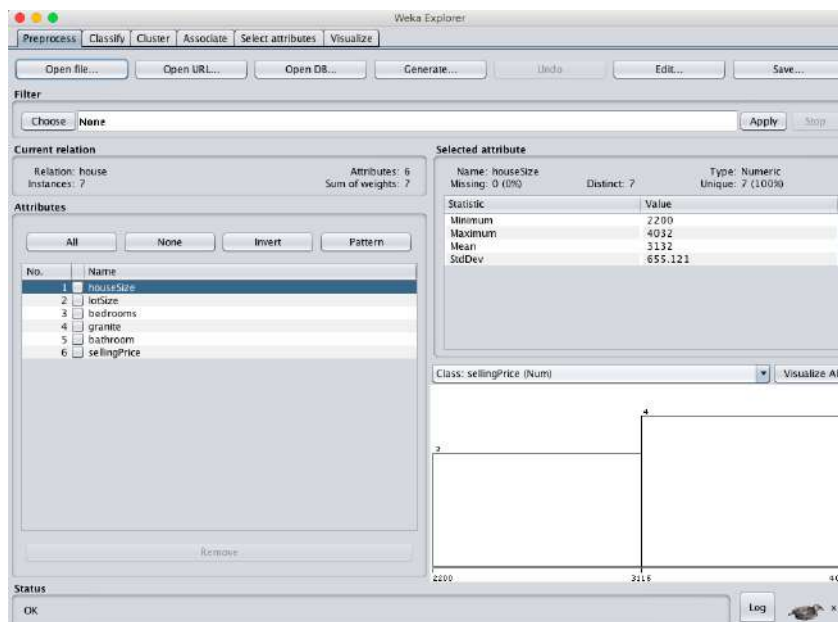 Weka Explorer
Preprocess Classify Cluster Associate Select attributes Visualize
Open file... Open URL... Open DB... Generate... Undo Edit... Save...
Filter
Choose None Apply Stop
Current relation
Relation: house Attributes: 6
Instances: 7 Sum of weights: 7
Selected attribute
Name: houseSize Type: Numeric
Missing: 0 (0%) Distinct: 7 Unique: 7 (100%)
Statistic Value
Minimum 2200
Maximum 4032
Mean 3132
StdDev 655.121
Attributes
All None Invert Pattern
No. Name
1 houseSize
2 lotSize
3 bedrooms
4 granite
5 bathroom
6 sellingPrice
Remove
Class: sellingPrice (Num) Visualize Al
3
4
2200 3116 40
Status
OK
Log x